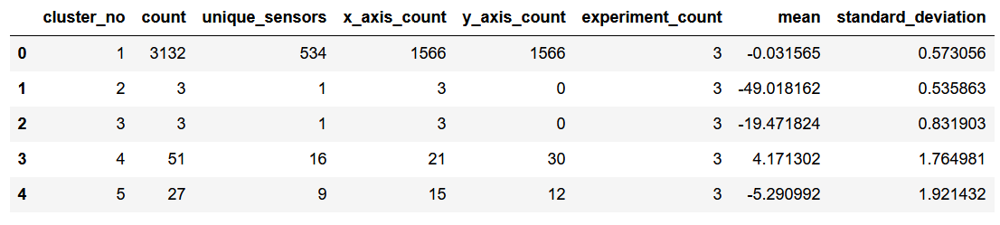 cluster_no count unique_sensors x_axis_count y_axis_count experiment_count mean standard_deviation
0 1 3132 534 1566 1566 3 -0.031565 0.573056
1 2 3 1 3 0 3 -49.018162 0.535863
2 3 3 1 3 0 3 -19.471824 0.831903
3 4 51 16 21 30 3 4.171302 1.764981
4 5 27 9 15 12 3 -5.290992 1.921432